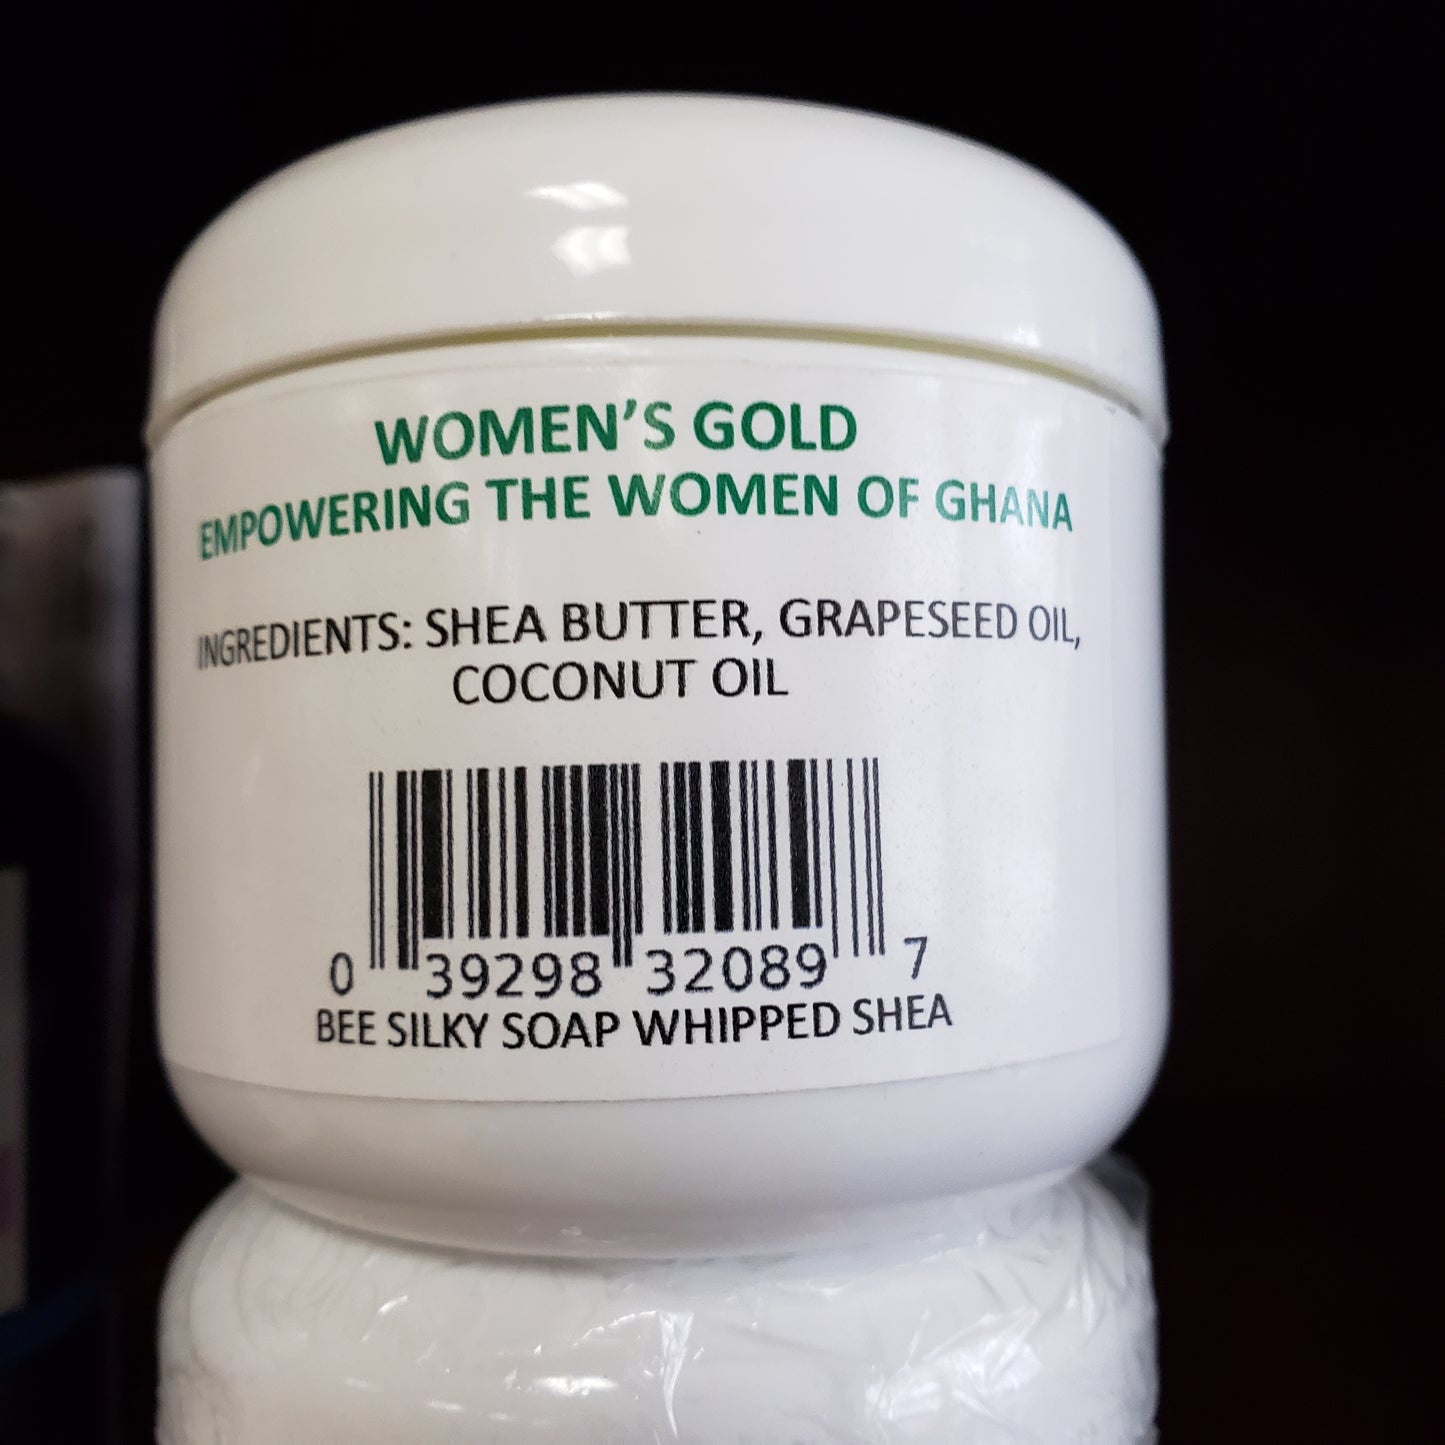 WOMEN'S GOLD
EMPOWERING THE WOMEN OF GHANA
INGREDIENTS: SHEA BUTTER, GRAPESEED OIL,
COCONUT OIL
0 39298 32089 7
BEE SILKY SOAP WHIPPED SHEA